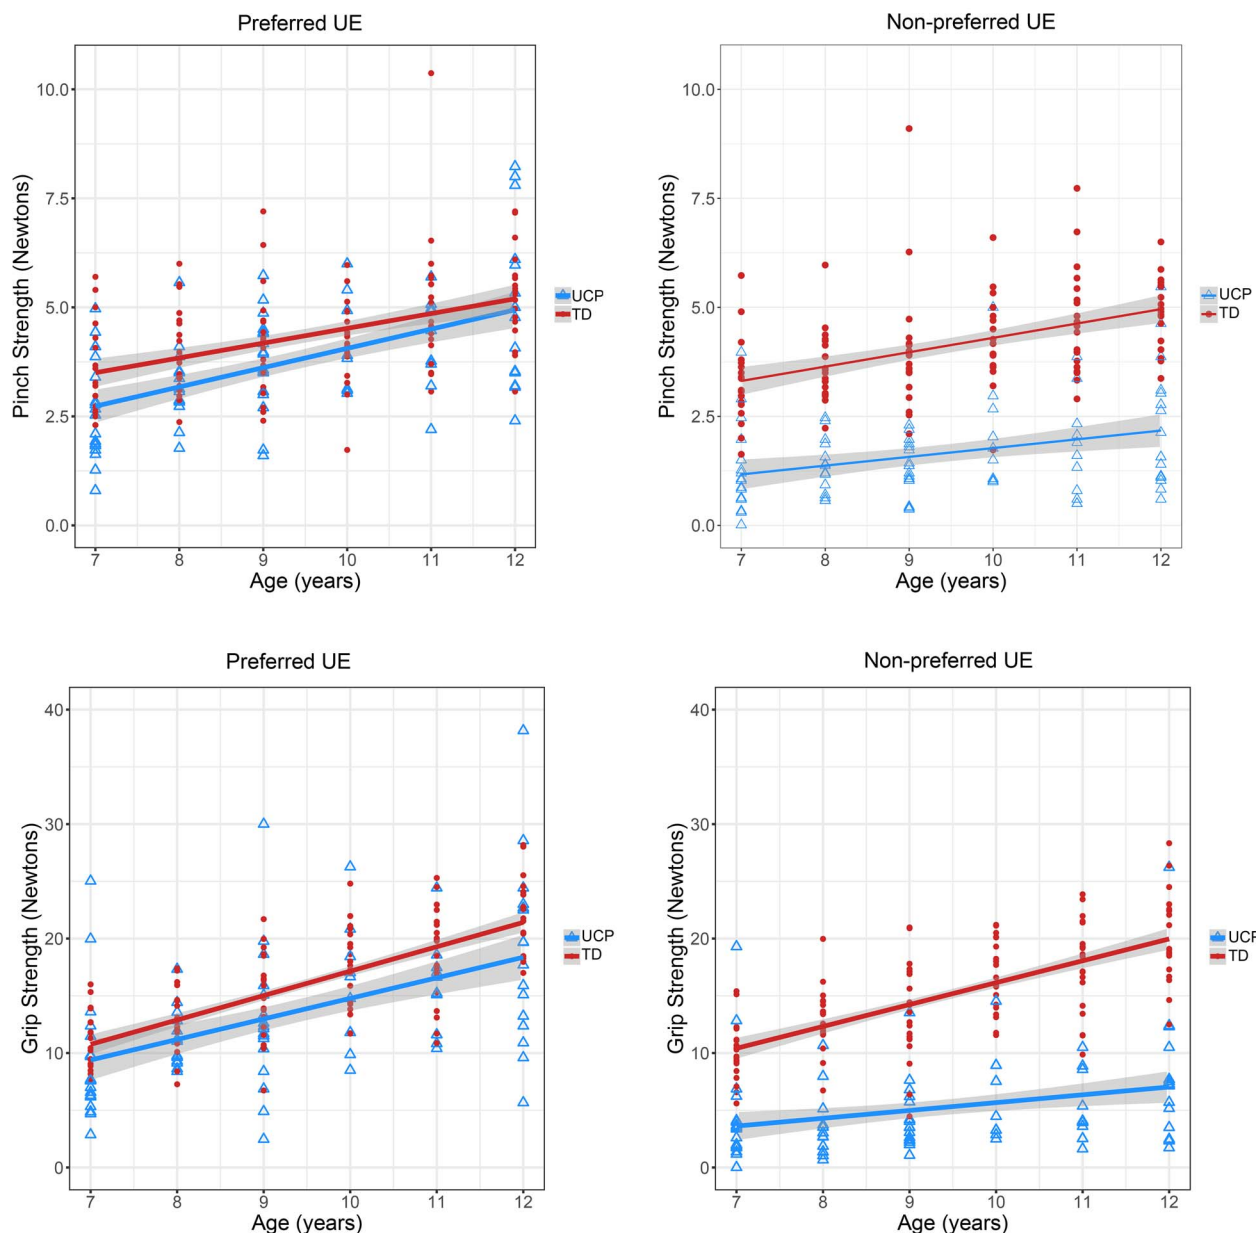 Preferred UE
Pinch Strength (Newtons)
10.0
7.5
5.0
2.5
0.0
7 8 9 10 11 12
Age (years)
UCP
TD
Non-preferred UE
Pinch Strength (Newtons)
10.0
7.5
5.0
2.5
0.0
7 8 9 10 11 12
Age (years)
UCP
TD
Preferred UE
Grip Strength (Newtons)
40
30
20
10
0
7 8 9 10 11 12
Age (years)
UCP
TD
Non-preferred UE
Grip Strength (Newtons)
40
30
20
10
0
7 8 9 10 11 12
Age (years)
UCP
TD